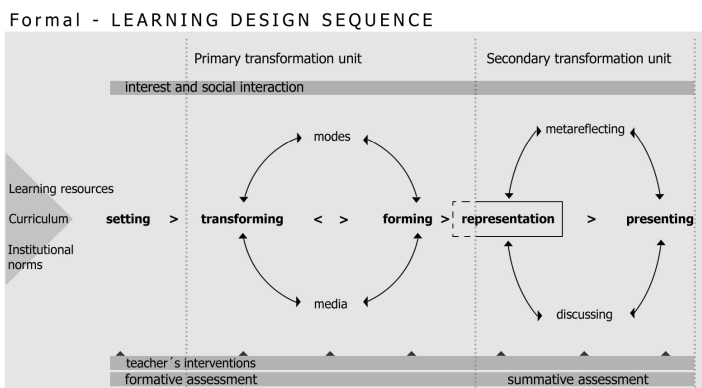 Formal - LEARNING DESIGN SEQUENCE
Primary transformation unit
Secondary transformation unit
interest and social interaction
modes
metareflecting
Learning resources
Curriculum
Institutional
norms
setting > transforming < > forming > representation > presenting
media
discussing
teacher´s interventions
formative assessment
summative assessment